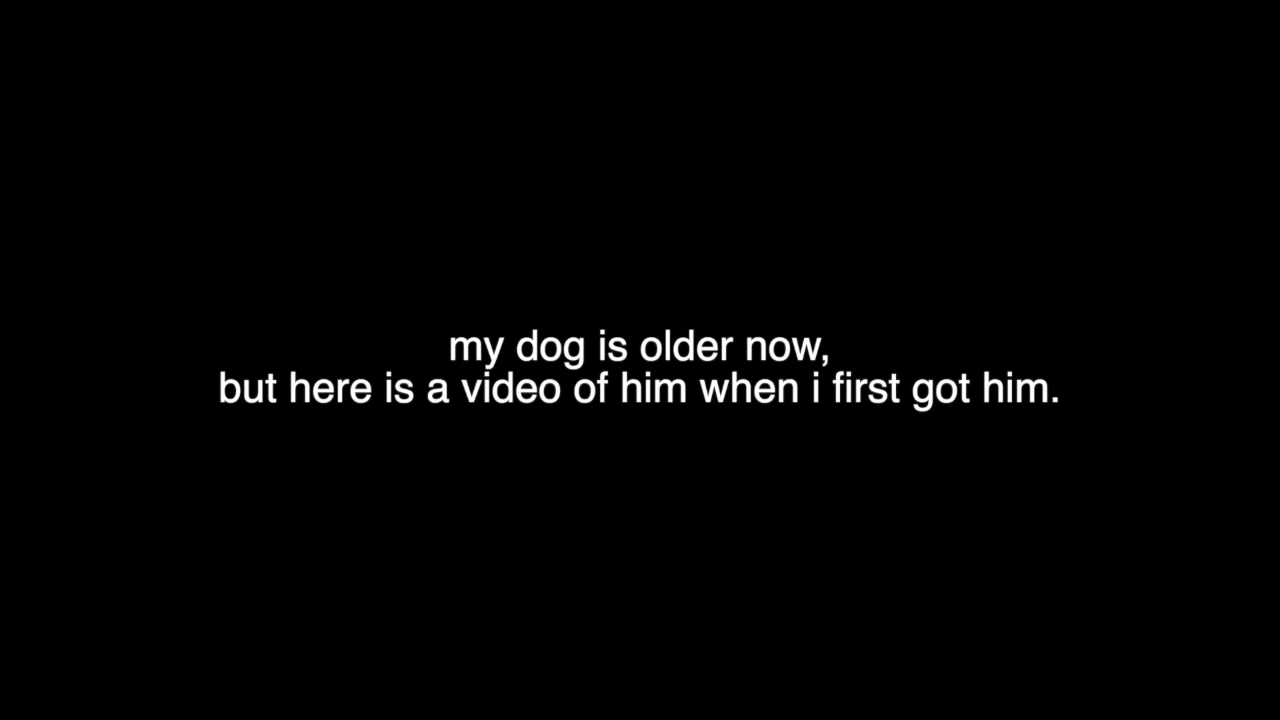 my dog is older now,
but here is a video of him when i first got him.